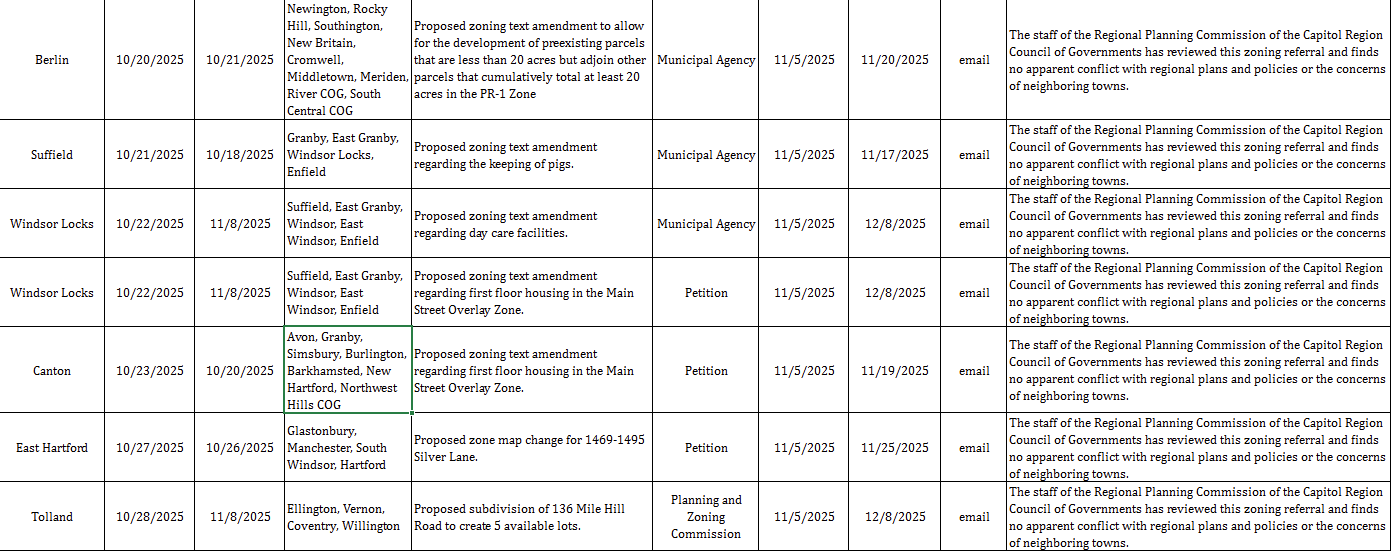 Berlin
10/20/2025
10/21/2025
Newington, Rocky
Hill, Southington,
New Britain,
Cromwell,
Middletown, Meriden,
River COG, South
Central COG
Proposed zoning text amendment to allow
for the development of preexisting parcels
that are less than 20 acres but adjoin other
parcels that cumulatively total at least 20
acres in the PR-1 Zone
Municipal Agency
11/5/2025
11/20/2025
email
The staff of the Regional Planning Commission of the Capitol Region
Council of Governments has reviewed this zoning referral and finds
no apparent conflict with regional plans and policies or the concerns
of neighboring towns.
Suffield
10/21/2025
10/18/2025
Granby, East Granby,
Windsor Locks,
Enfield
Proposed zoning text amendment
regarding the keeping of pigs.
Municipal Agency
11/5/2025
11/17/2025
email
The staff of the Regional Planning Commission of the Capitol Region
Council of Governments has reviewed this zoning referral and finds
no apparent conflict with regional plans and policies or the concerns
of neighboring towns.
Windsor Locks
10/22/2025
11/8/2025
Suffield, East Granby,
Windsor, East
Windsor, Enfield
Proposed zoning text amendment
regarding day care facilities.
Municipal Agency
11/5/2025
12/8/2025
email
The staff of the Regional Planning Commission of the Capitol Region
Council of Governments has reviewed this zoning referral and finds
no apparent conflict with regional plans and policies or the concerns
of neighboring towns.
Windsor Locks
10/22/2025
11/8/2025
Suffield, East Granby,
Windsor, East
Windsor, Enfield
Proposed zoning text amendment
regarding first floor housing in the Main
Street Overlay Zone.
Petition
11/5/2025
12/8/2025
email
The staff of the Regional Planning Commission of the Capitol Region
Council of Governments has reviewed this zoning referral and finds
no apparent conflict with regional plans and policies or the concerns
of neighboring towns.
Canton
10/23/2025
10/20/2025
Avon, Granby,
Simsbury, Burlington,
Barkhamsted, New
Hartford, Northwest
Hills COG
Proposed zoning text amendment
regarding first floor housing in the Main
Street Overlay Zone.
Petition
11/5/2025
11/19/2025
email
The staff of the Regional Planning Commission of the Capitol Region
Council of Governments has reviewed this zoning referral and finds
no apparent conflict with regional plans and policies or the concerns
of neighboring towns.
East Hartford
10/27/2025
10/26/2025
Glastonbury,
Manchester, South
Windsor, Hartford
Proposed zone map change for 1469-1495
Silver Lane.
Petition
11/5/2025
11/25/2025
email
The staff of the Regional Planning Commission of the Capitol Region
Council of Governments has reviewed this zoning referral and finds
no apparent conflict with regional plans and policies or the concerns
of neighboring towns.
Tolland
10/28/2025
11/8/2025
Ellington, Vernon,
Coventry, Willington
Proposed subdivision of 136 Mile Hill
Road to create 5 available lots.
Planning and
Zoning
Commission
11/5/2025
12/8/2025
email
The staff of the Regional Planning Commission of the Capitol Region
Council of Governments has reviewed this zoning referral and finds
no apparent conflict with regional plans and policies or the concerns
of neighboring towns.